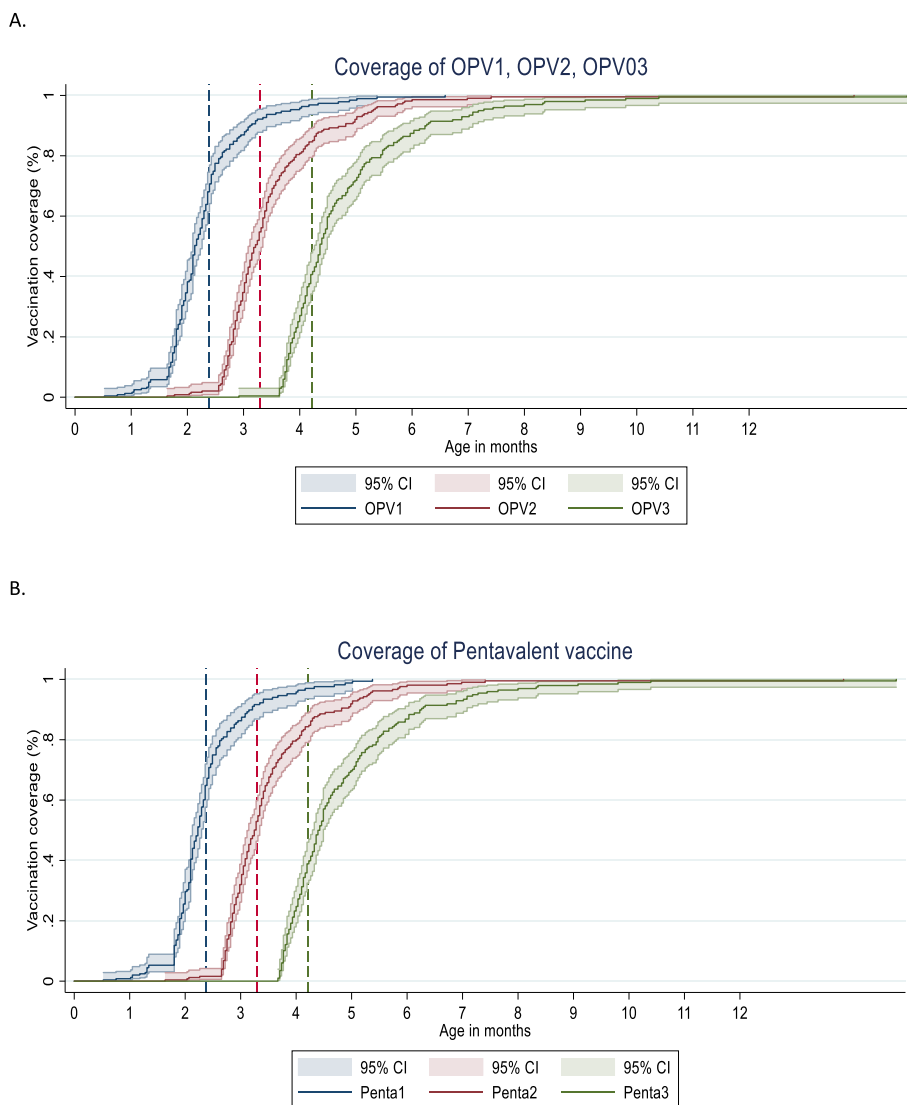 A.
Coverage of OPV1, OPV2, OPV03
Vaccination coverage (%)
1
.8
.6
.4
.2
0
0 1 2 3 4 5 6 7 8 9 10 11 12
Age in months
95% CI 95% CI 95% CI
OPV1 OPV2 OPV3
B.
Coverage of Pentavalent vaccine
Vaccination coverage (%)
1
.8
.6
.4
.2
0
0 1 2 3 4 5 6 7 8 9 10 11 12
Age in months
95% CI 95% CI 95% CI
Penta1 Penta2 Penta3